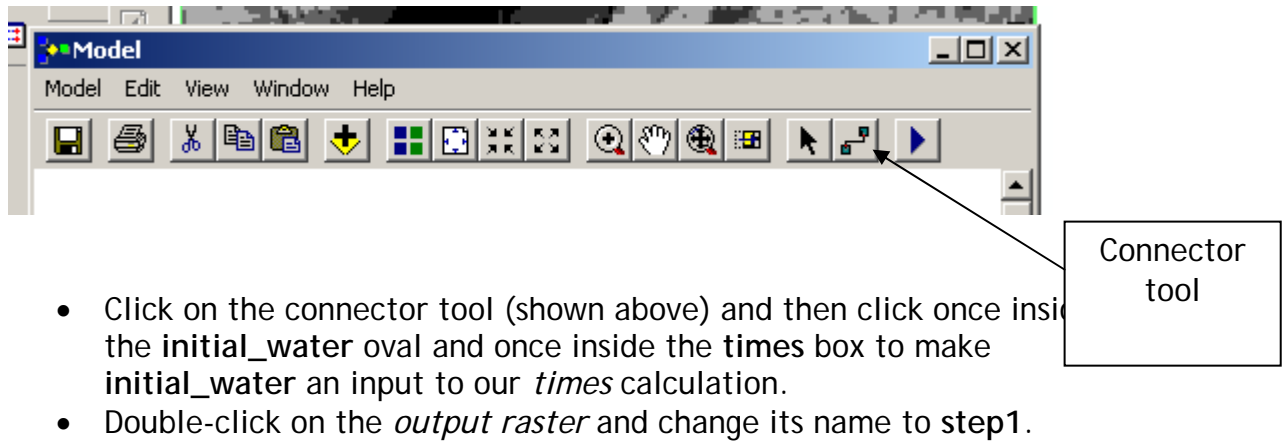 Model
Model Edit View Window Help
Connector
tool
• Click on the connector tool (shown above) and then click once
the initial_water oval and once inside the times box to make
initial_water an input to our times calculation.
• Double-click on the output raster and change its name to step1.